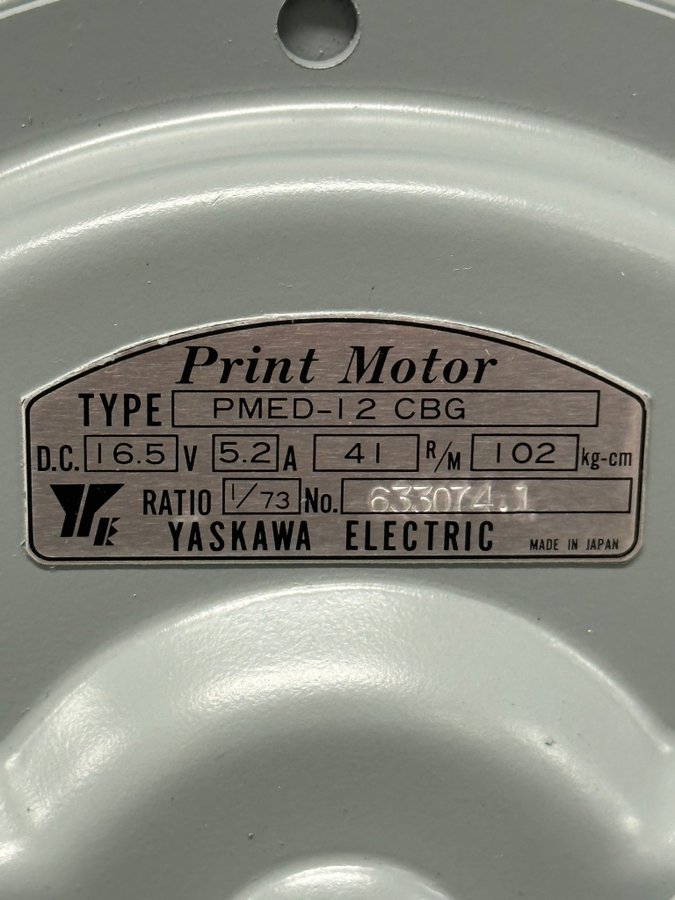 Print Motor
TYPE PMED-12 CBG
D.C. 16.5 V 5.2 A 41 R/M 102 kg-cm
RATIO 1/73 No. 633074.1
YASKAWA ELECTRIC MADE IN JAPAN